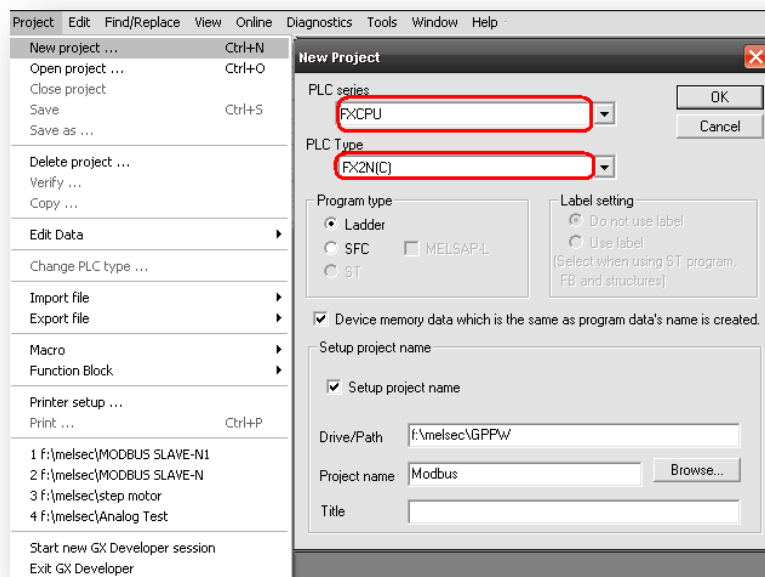 Project Edit Find/Replace View Online Diagnostics Tools Window Help
New project ... Ctrl+N
Open project ... Ctrl+O
Close project
Save Ctrl+S
Save as ...
Delete project ...
Verify ...
Copy ...
Edit Data
Change PLC type ...
Import file
Export file
Macro
Function Block
Printer setup ...
Print ... Ctrl+P
1 f:\melsec\MODBUS SLAVE-N1
2 f:\melsec\MODBUS SLAVE-N
3 f:\melsec\step motor
4 f:\melsec\Analog Test
Start new GX Developer session
Exit GX Developer
New Project
PLC series
FXCPU
OK
Cancel
PLC Type
FX2N(C)
Program type
Ladder
SFC MELSAP-L
ST
Label setting
Do not use label
Use label
(Select when using ST program,
FB and structures)
Device memory data which is the same as program data's name is created.
Setup project name
Setup project name
Drive/Path f:\melsec\GPPW
Project name Modbus Browse...
Title